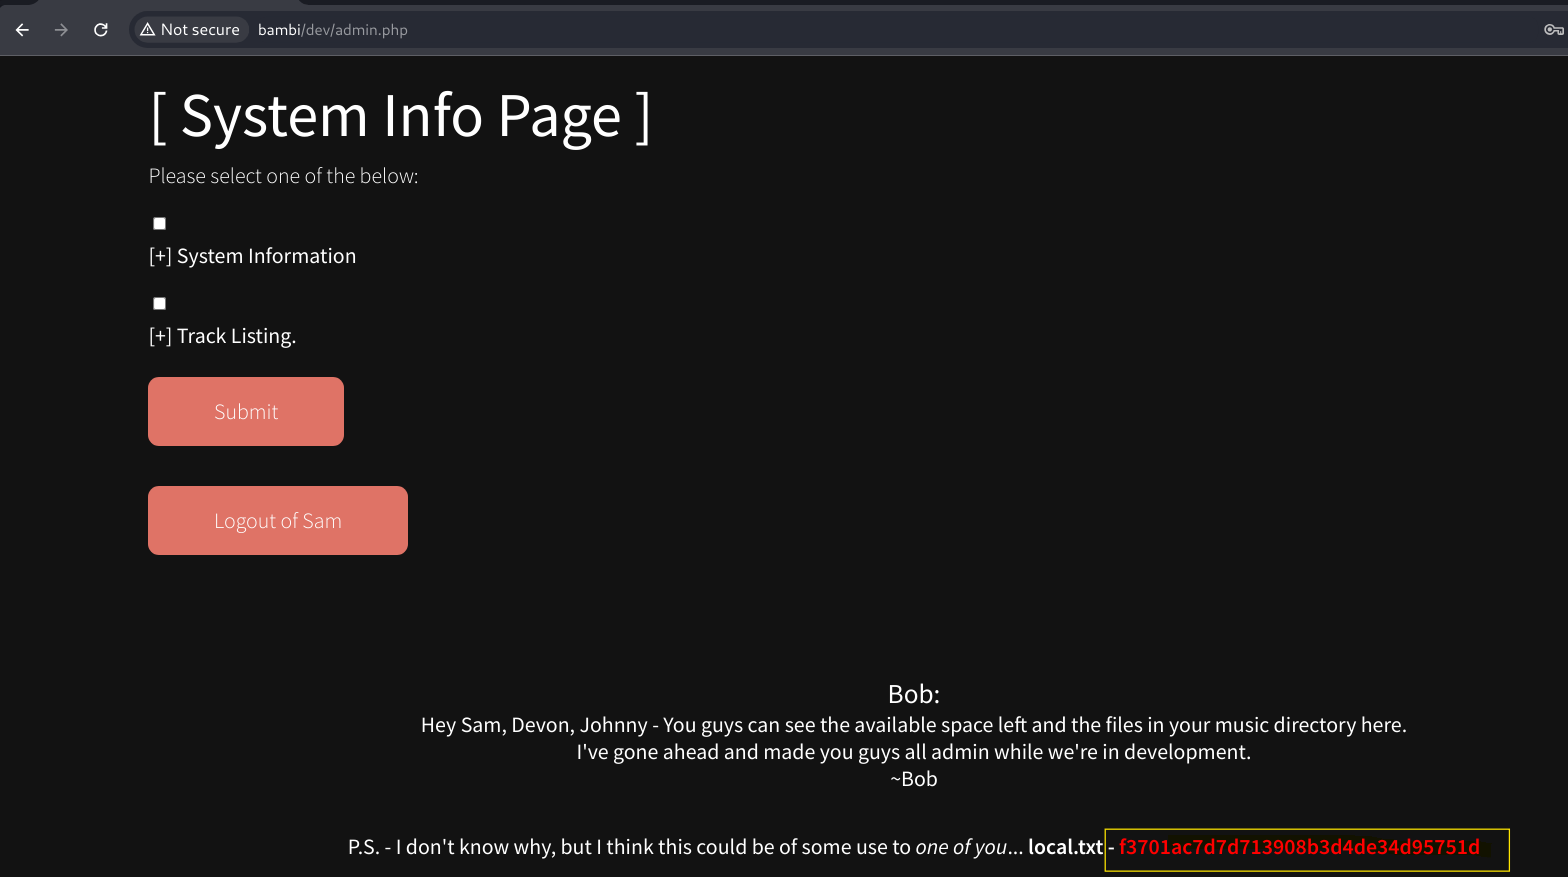 Not secure bambi/dev/admin.php
[ System Info Page ]
Please select one of the below:
[+] System Information
[+] Track Listing.
Submit
Logout of Sam
Bob:
Hey Sam, Devon, Johnny - You guys can see the available space left and the files in your music directory here.
I've gone ahead and made you guys all admin while we're in development.
~Bob
P.S. - I don't know why, but I think this could be of some use to one of you... local.txt - f3701ac7d7d713908b3d4de34d95751d